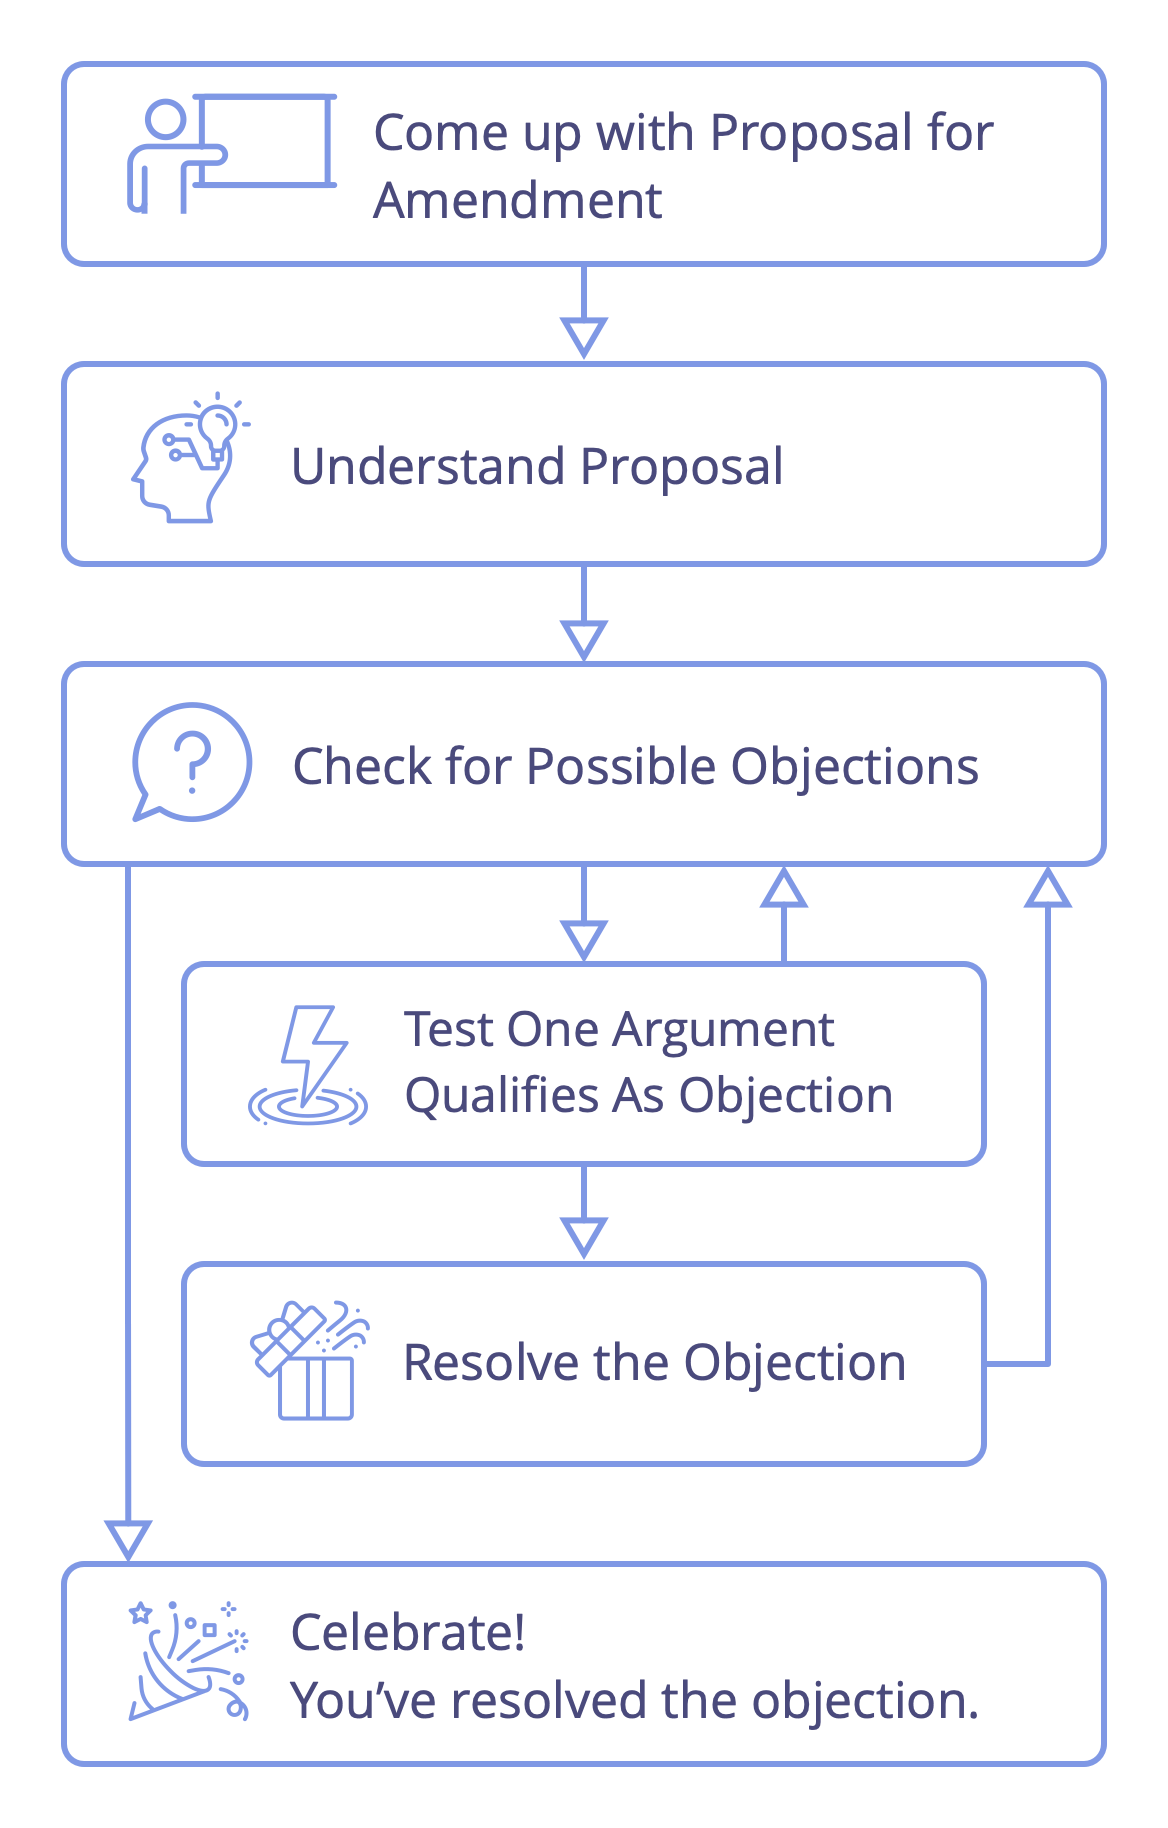 Come up with Proposal for
Amendment
Understand Proposal
?
Check for Possible Objections
Test One Argument
Qualifies As Objection
Resolve the Objection
Celebrate!
You’ve resolved the objection.